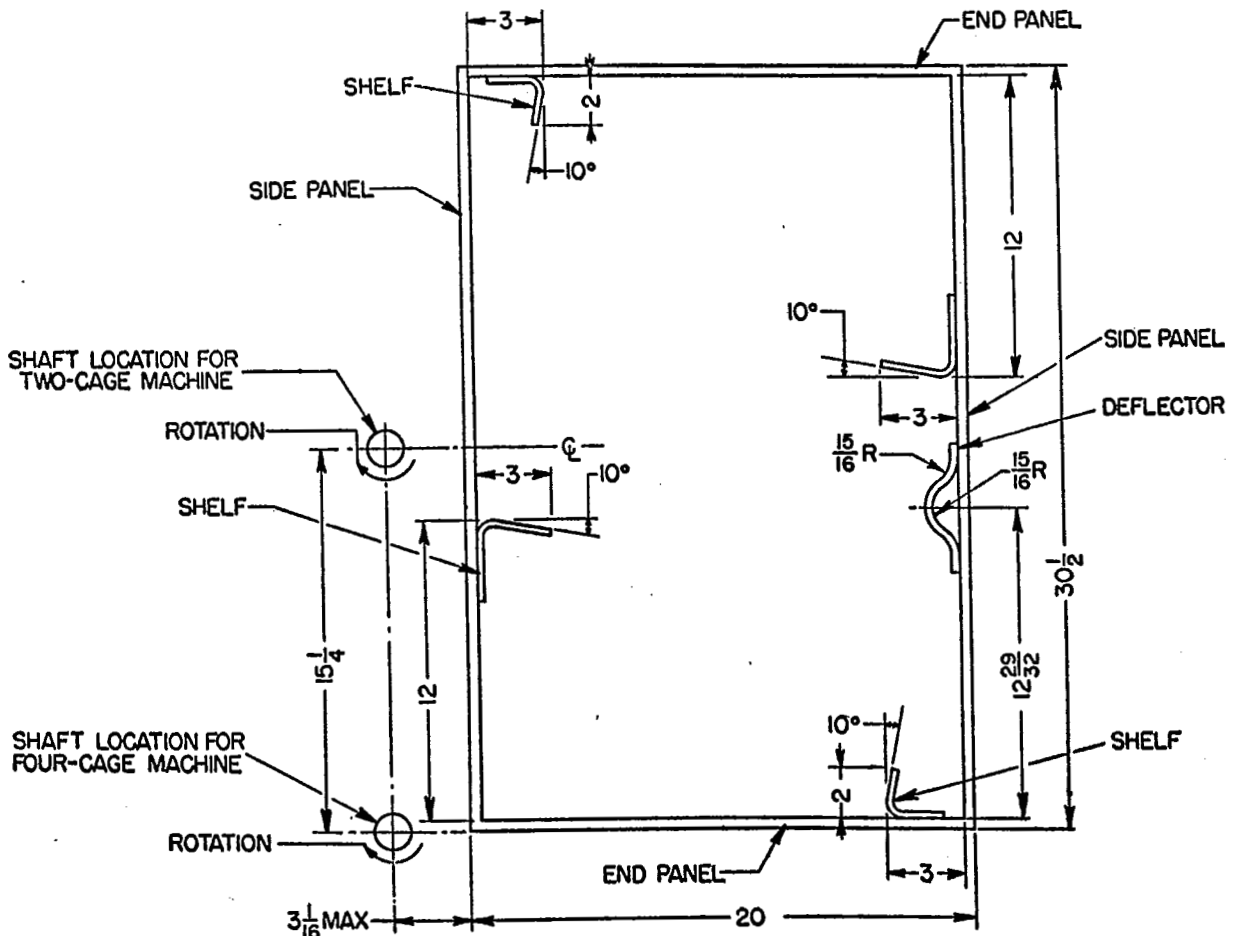 3
END PANEL
SHELF
2
10°
SIDE PANEL
12
10°
SHAFT LOCATION FOR
TWO-CAGE MACHINE
SIDE PANEL
3
DEFLECTOR
ROTATION
℄
15/16 R
15/16 R
3
10°
SHELF
30 1/2
15 1/4
12
12 29/32
10°
SHAFT LOCATION FOR
FOUR-CAGE MACHINE
SHELF
2
ROTATION
END PANEL
3
3 1/16 MAX
20